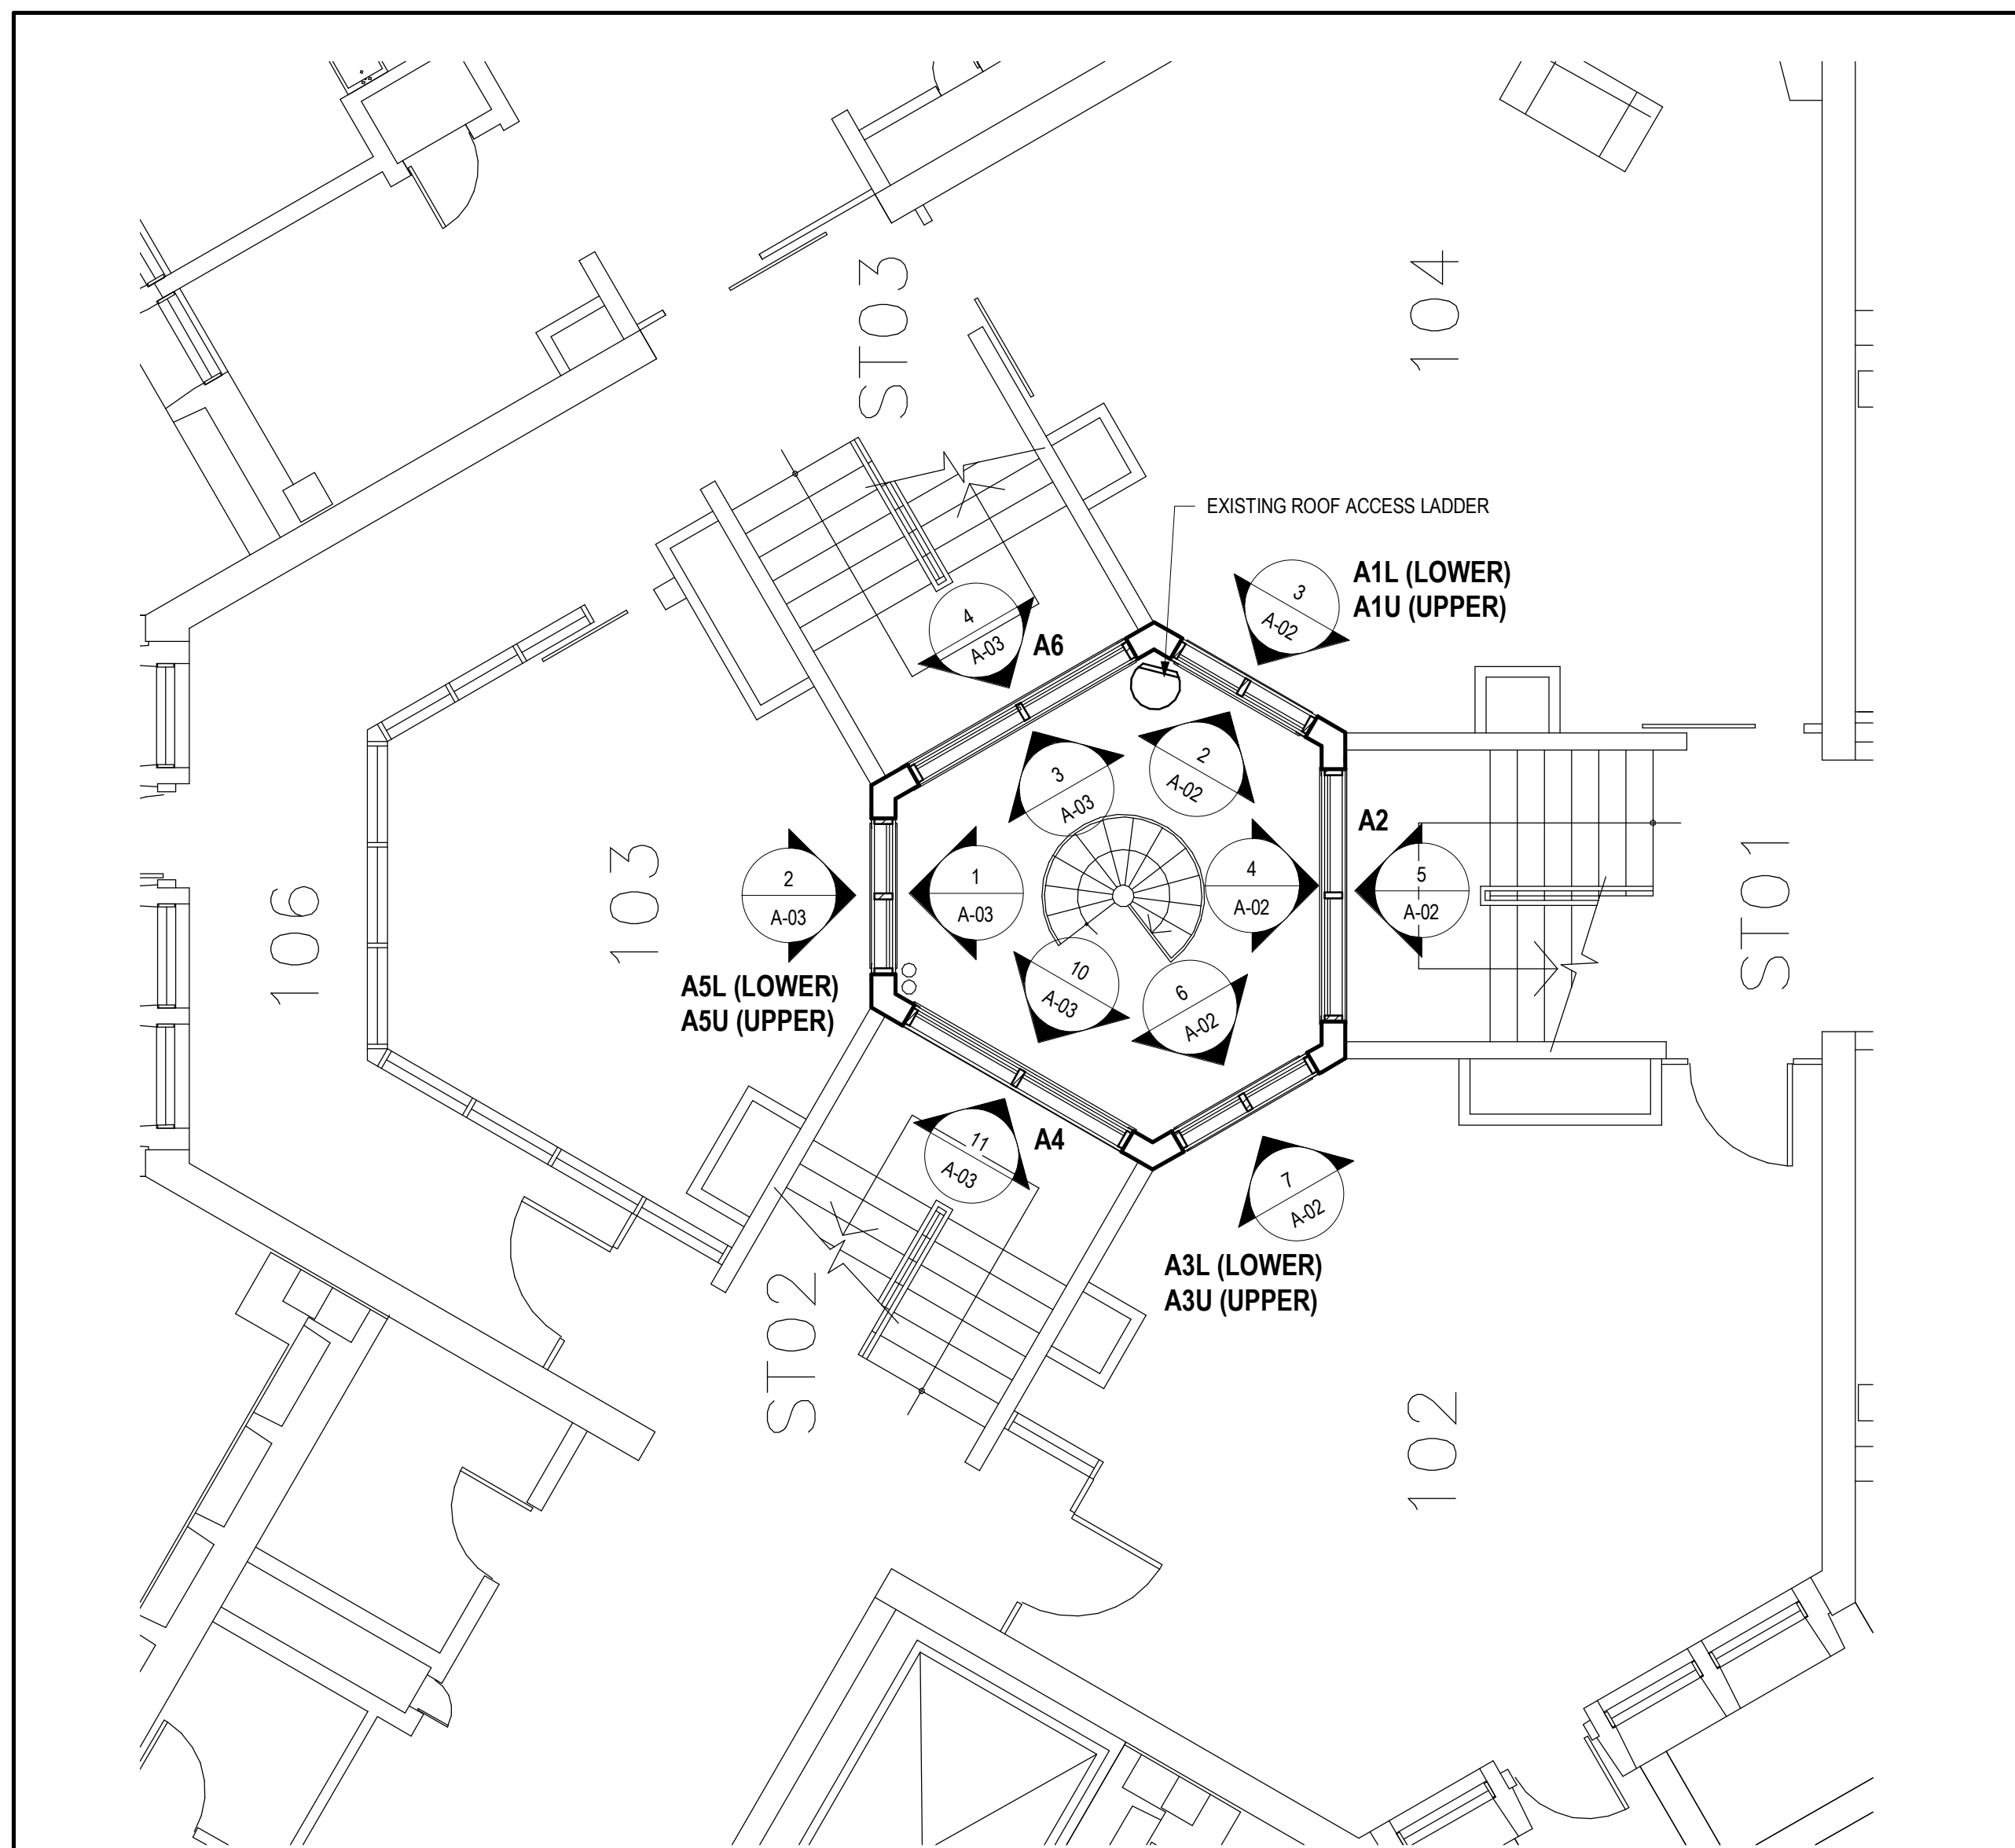 ST03
104
EXISTING ROOF ACCESS LADDER
A1L (LOWER)
A1U (UPPER)
3
A-02
4
A-03
A6
2
A-02
3
A-03
A2
2
A-03
1
A-03
4
A-02
5
A-02
106
103
ST01
A5L (LOWER)
A5U (UPPER)
10
A-03
6
A-02
11
A-03
A4
7
A-02
A3L (LOWER)
A3U (UPPER)
ST02
102